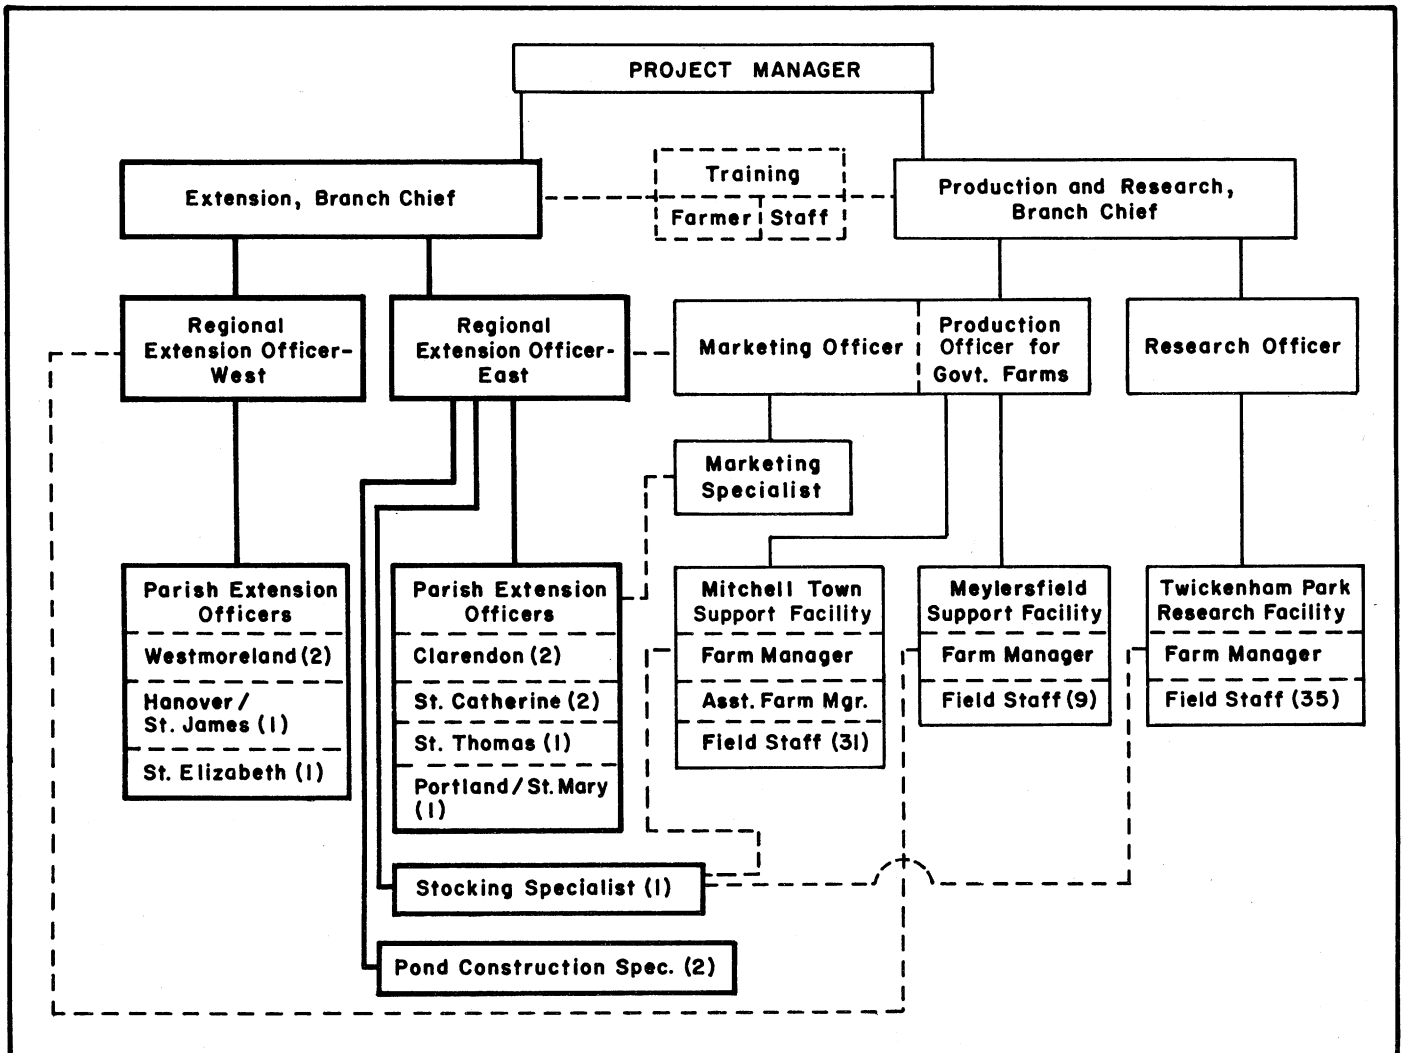 PROJECT MANAGER
Extension, Branch Chief
Training
Farmer Staff
Production and Research,
Branch Chief
Regional
Extension Officer-
West
Regional
Extension Officer-
East
Marketing Officer
Production
Officer for
Govt. Farms
Research Officer
Marketing
Specialist
Parish Extension
Officers
Westmoreland (2)
Hanover /
St. James (1)
St. Elizabeth (1)
Parish Extension
Officers
Clarendon (2)
St. Catherine (2)
St. Thomas (1)
Portland / St. Mary
(1)
Mitchell Town
Support Facility
Farm Manager
Asst. Farm Mgr.
Field Staff (31)
Meylersfield
Support Facility
Farm Manager
Field Staff (9)
Twickenham Park
Research Facility
Farm Manager
Field Staff (35)
Stocking Specialist (1)
Pond Construction Spec. (2)